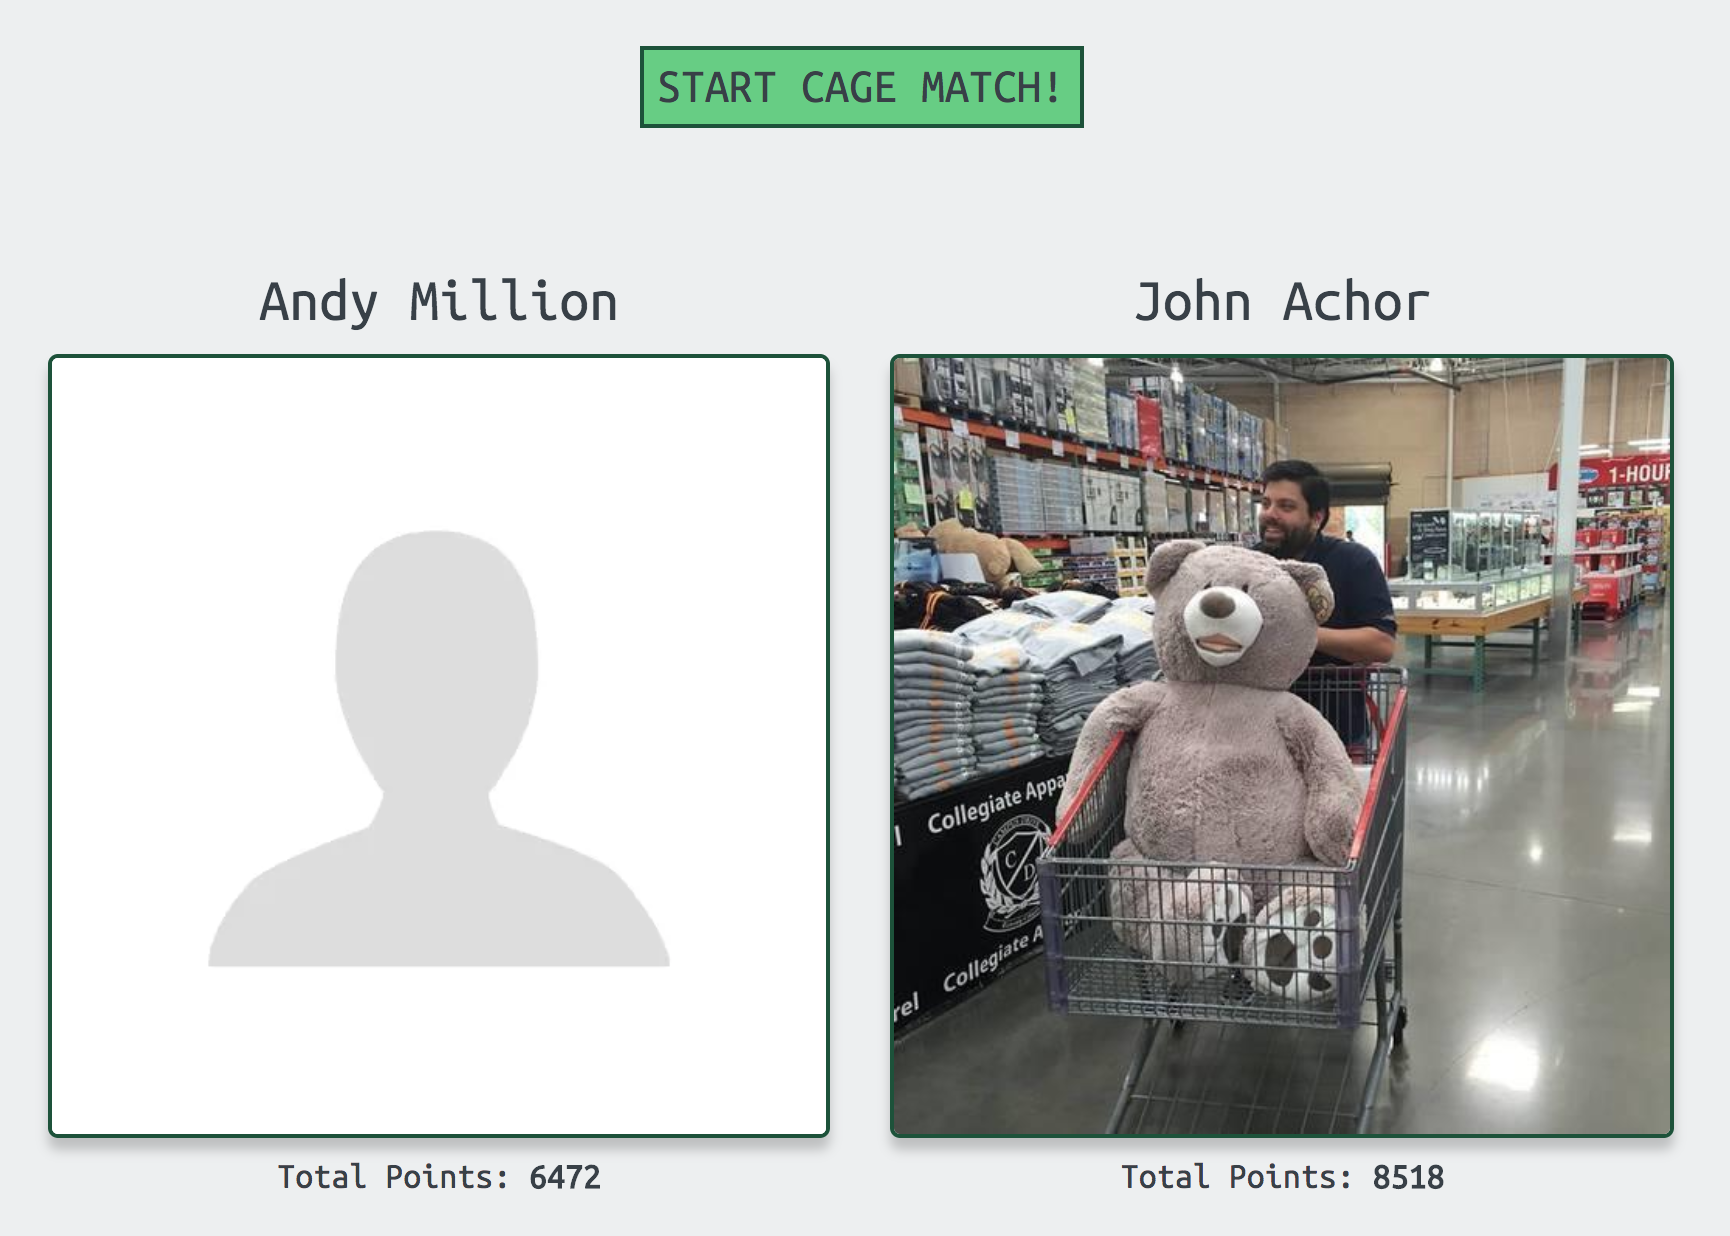 START CAGE MATCH!
Andy Million
John Achor
1-HOUR
Collegiate Appa
C
D
Collegiate A
rel
Total Points: 6472
Total Points: 8518